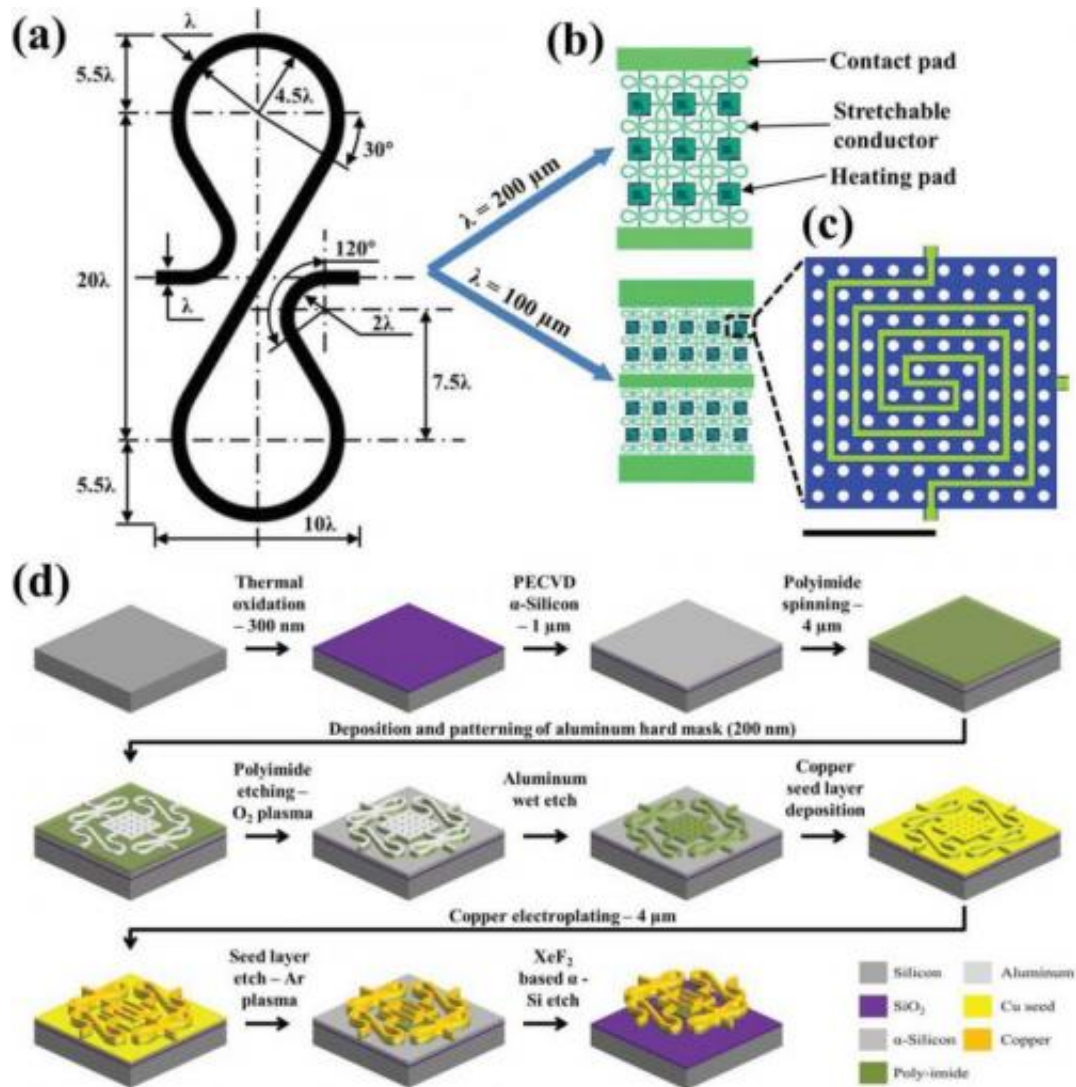 (a)
λ
5.5λ
4.5λ
30°
20λ
120°
λ
2λ
7.5λ
5.5λ
10λ
λ = 200 µm
λ = 100 µm
(b)
Contact pad
Stretchable
conductor
Heating pad
(c)
(d)
Thermal
oxidation
– 300 nm
PECVD
α-Silicon
– 1 µm
Polyimide
spinning –
4 µm
Deposition and patterning of aluminum hard mask (200 nm)
Polyimide
etching –
O₂ plasma
Aluminum
wet etch
Copper
seed layer
deposition
Copper electroplating – 4 µm
Seed layer
etch – Ar
plasma
XeF₂
based α -
Si etch
Silicon
Aluminum
SiO₂
Cu seed
α-Silicon
Copper
Poly-imide